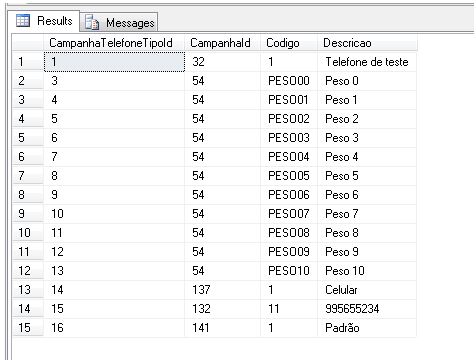 Results Messages
CampanhaTelefoneTipoId CampanhaId Codigo Descricao
1 1 32 1 Telefone de teste
2 3 54 PESO00 Peso 0
3 4 54 PESO01 Peso 1
4 5 54 PESO02 Peso 2
5 6 54 PESO03 Peso 3
6 7 54 PESO04 Peso 4
7 8 54 PESO05 Peso 5
8 9 54 PESO06 Peso 6
9 10 54 PESO07 Peso 7
10 11 54 PESO08 Peso 8
11 12 54 PESO09 Peso 9
12 13 54 PESO10 Peso 10
13 14 137 1 Celular
14 15 132 11 995655234
15 16 141 1 Padrão